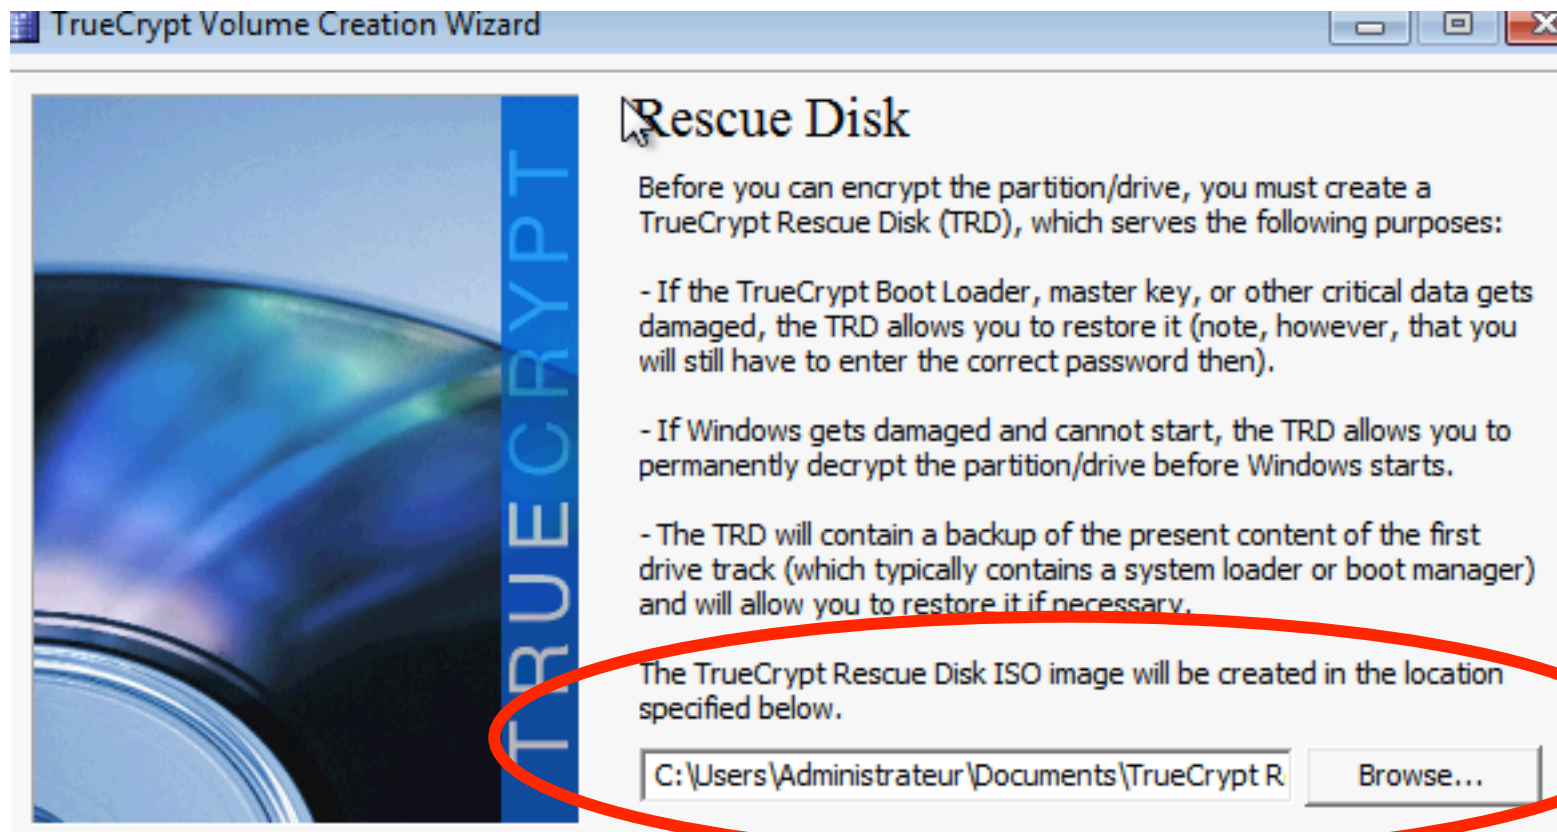 TrueCrypt Volume Creation Wizard
TRUECRYPT
Rescue Disk
Before you can encrypt the partition/drive, you must create a
TrueCrypt Rescue Disk (TRD), which serves the following purposes:
- If the TrueCrypt Boot Loader, master key, or other critical data gets
damaged, the TRD allows you to restore it (note, however, that you
will still have to enter the correct password then).
- If Windows gets damaged and cannot start, the TRD allows you to
permanently decrypt the partition/drive before Windows starts.
- The TRD will contain a backup of the present content of the first
drive track (which typically contains a system loader or boot manager)
and will allow you to restore it if necessary.
The TrueCrypt Rescue Disk ISO image will be created in the location
specified below.
C:\Users\Administrateur\Documents\TrueCrypt R
Browse...